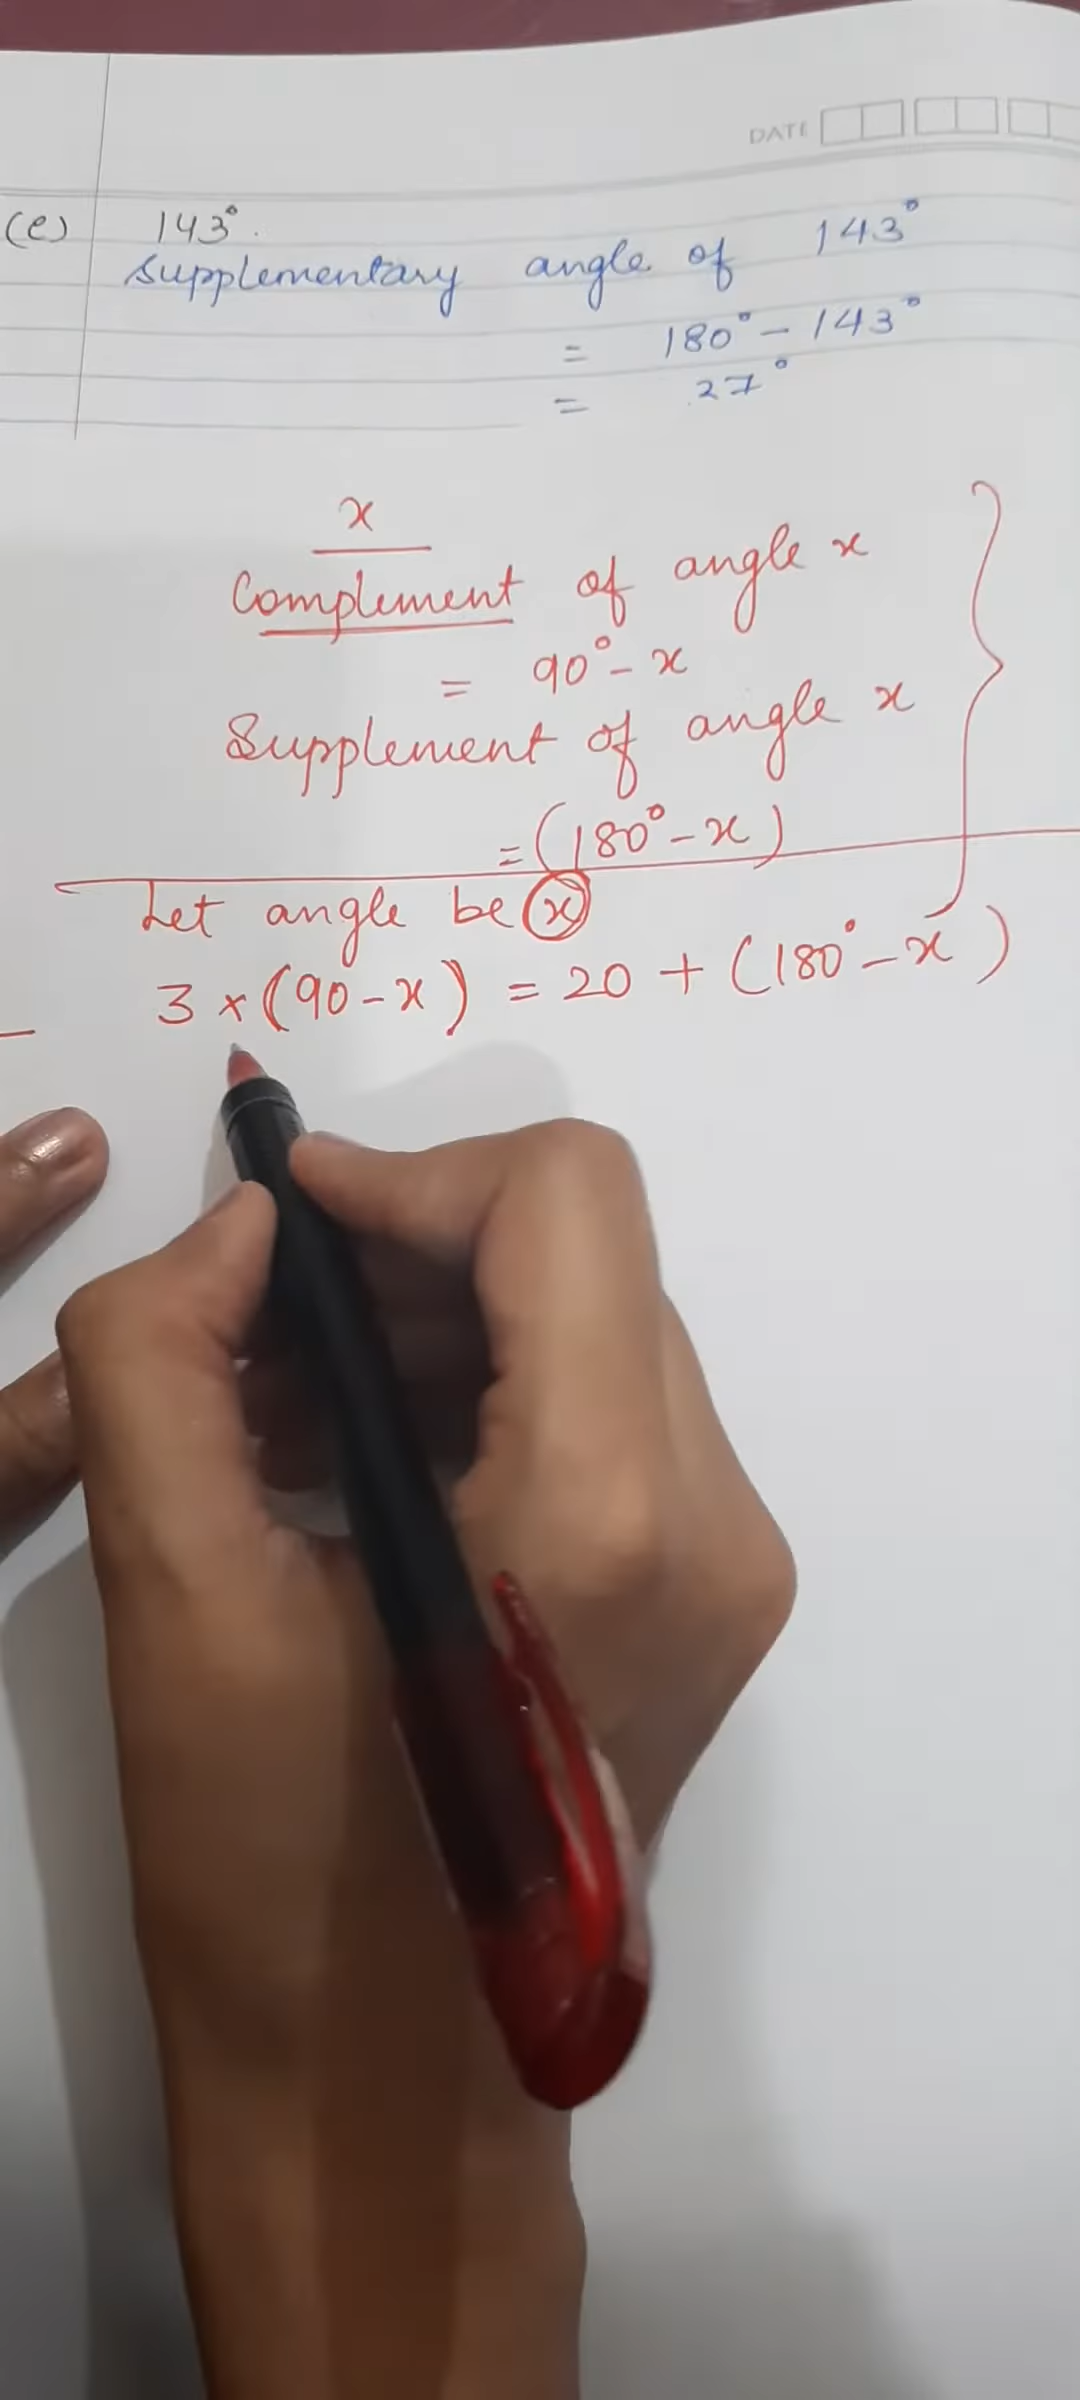 DATE
(e) 143°.
Supplementary angle of 143°
= 180° - 143°
= 27°
x
Complement of angle x
= 90° - x
Supplement of angle x
= (180° - x)
Let angle be x
3 × (90 - x) = 20 + (180° - x)